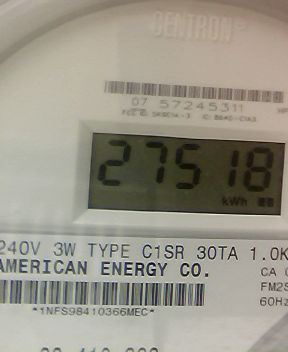 CENTRON®
07 57245311
27518
kWh
240V 3W TYPE C1SR 30TA 1.0K
AMERICAN ENERGY CO.
CA
FM2S
60Hz
*1NFS98410366MEC*